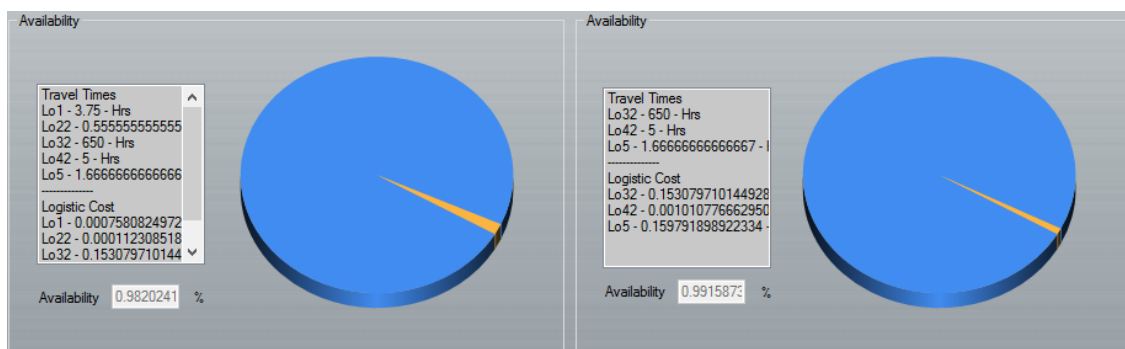 Availability
Travel Times
Lo1 - 3.75 - Hrs
Lo22 - 0.555555555555
Lo32 - 650 - Hrs
Lo42 - 5 - Hrs
Lo5 - 1.6666666666666
--------------
Logistic Cost
Lo1 - 0.0007580824972
Lo22 - 0.000112308518
Lo32 - 0.153079710144
Availability 0.9820241 %
Availability
Travel Times
Lo32 - 650 - Hrs
Lo42 - 5 - Hrs
Lo5 - 1.66666666666667 - H
--------------
Logistic Cost
Lo32 - 0.153079710144928
Lo42 - 0.001010776662950
Lo5 - 0.159791898922334 -
Availability 0.9915873 %